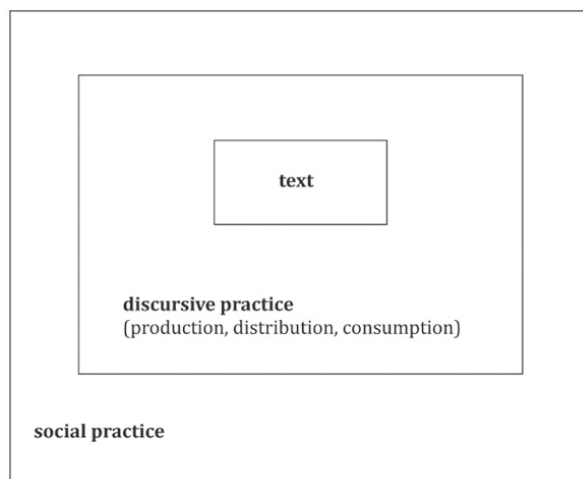 text
discursive practice
(production, distribution, consumption)
social practice